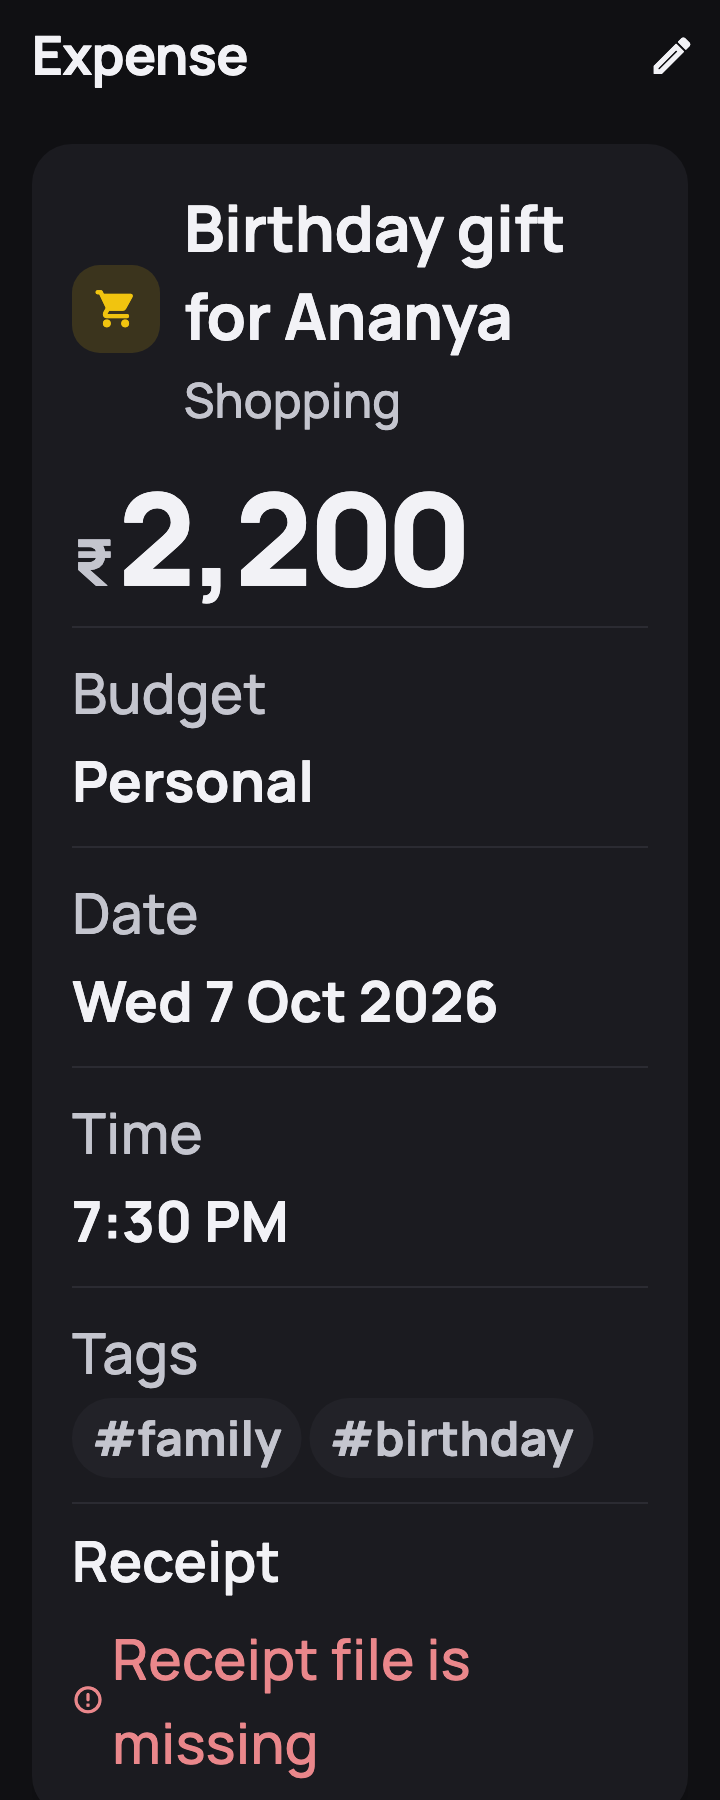 Expense
Birthday gift
for Ananya
Shopping
₹2,200
Budget
Personal
Date
Wed 7 Oct 2026
Time
7:30 PM
Tags
#family #birthday
Receipt
Receipt file is
missing